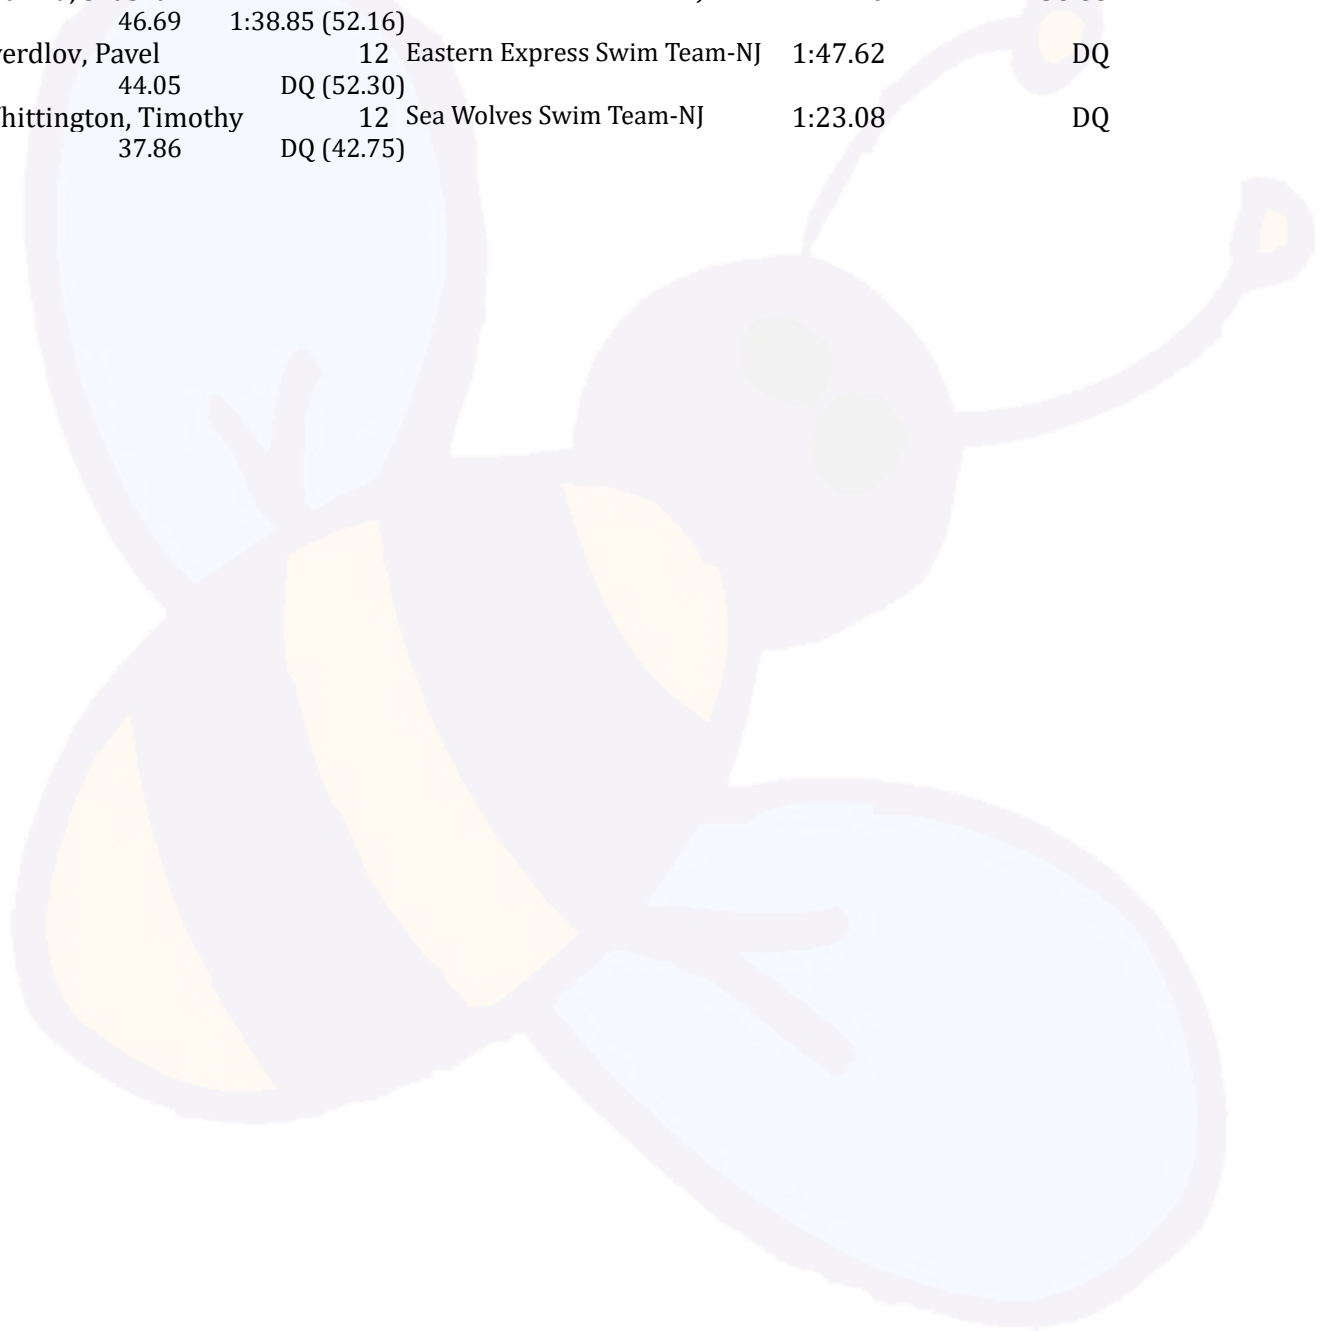 46.69 1:38.85 (52.16)
erdlov, Pavel 12 Eastern Express Swim Team-NJ 1:47.62 DQ
44.05 DQ (52.30)
hittington, Timothy 12 Sea Wolves Swim Team-NJ 1:23.08 DQ
37.86 DQ (42.75)